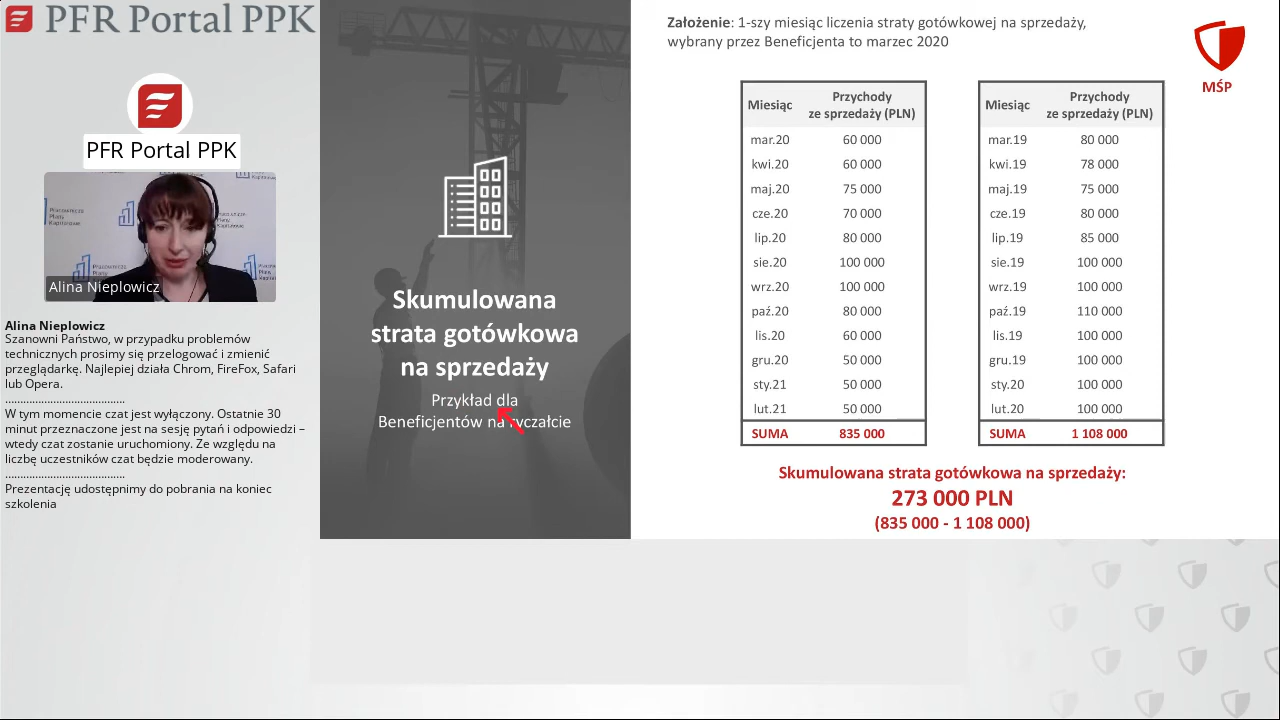 PFR Portal PPK
PFR Portal PPK
Alina Nieplowicz
Alina Nieplowicz
Szanowni Państwo, w przypadku problemów
technicznych prosimy się przelogować i zmienić
przeglądarkę. Najlepiej działa Chrom, FireFox, Safari
lub Opera.
........................................
W tym momencie czat jest wyłączony. Ostatnie 30
minut przeznaczone jest na sesję pytań i odpowiedzi –
wtedy czat zostanie uruchomiony. Ze względu na
liczbę uczestników czat będzie moderowany.
........................................
Prezentację udostępnimy do pobrania na koniec
szkolenia
Skumulowana
strata gotówkowa
na sprzedaży
Przykład dla
Beneficjentów na ryczałcie
Założenie: 1-szy miesiąc liczenia straty gotówkowej na sprzedaży,
wybrany przez Beneficjenta to marzec 2020
MŚP
Miesiąc Przychody
ze sprzedaży (PLN)
mar.20 60 000
kwi.20 60 000
maj.20 75 000
cze.20 70 000
lip.20 80 000
sie.20 100 000
wrz.20 100 000
paź.20 80 000
lis.20 60 000
gru.20 50 000
sty.21 50 000
lut.21 50 000
SUMA 835 000
Miesiąc Przychody
ze sprzedaży (PLN)
mar.19 80 000
kwi.19 78 000
maj.19 75 000
cze.19 80 000
lip.19 85 000
sie.19 100 000
wrz.19 100 000
paź.19 110 000
lis.19 100 000
gru.19 100 000
sty.20 100 000
lut.20 100 000
SUMA 1 108 000
Skumulowana strata gotówkowa na sprzedaży:
273 000 PLN
(835 000 - 1 108 000)